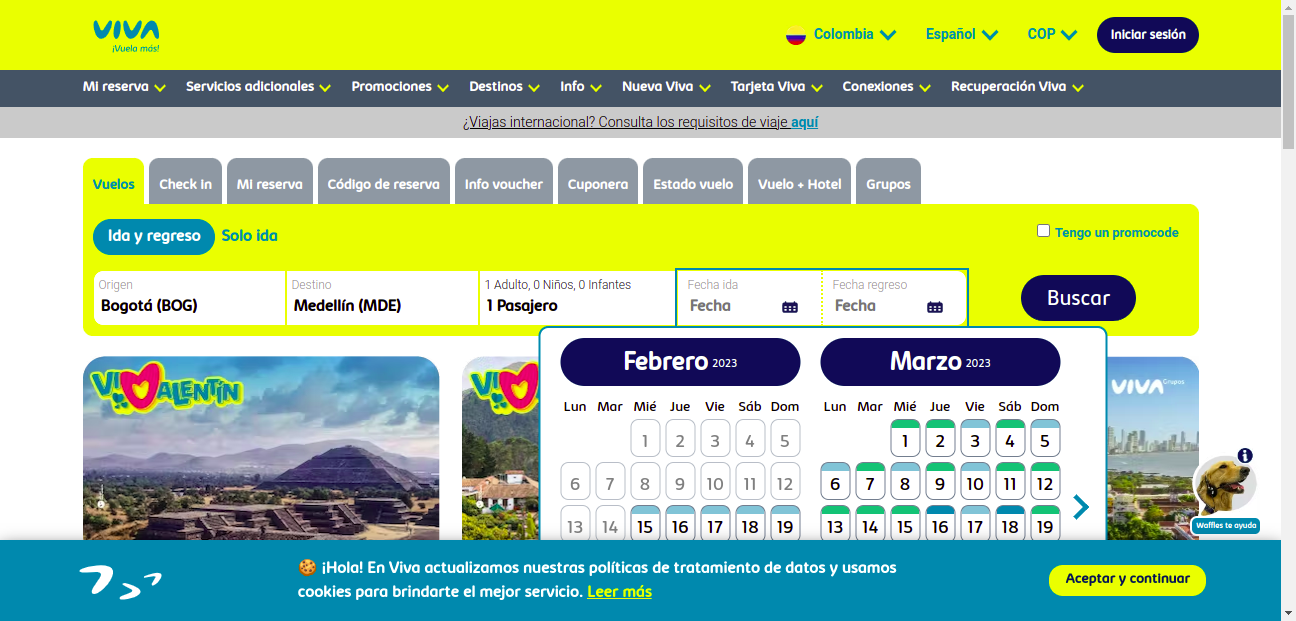 VIVA
¡Vuela más!
Colombia
Español
COP
Iniciar sesión
Mi reserva
Servicios adicionales
Promociones
Destinos
Info
Nueva Viva
Tarjeta Viva
Conexiones
Recuperación Viva
¿Viajas internacional? Consulta los requisitos de viaje aquí
Vuelos
Check In
Mi reserva
Código de reserva
Info voucher
Cuponera
Estado vuelo
Vuelo + Hotel
Grupos
Ida y regreso
Solo ida
Tengo un promocode
Origen
Bogotá (BOG)
Destino
Medellín (MDE)
1 Adulto, 0 Niños, 0 Infantes
1 Pasajero
Fecha ida
Fecha
Fecha regreso
Fecha
Buscar
VIVALENTÍN
VIVA Grupos
Febrero 2023
Lun Mar Mié Jue Vie Sáb Dom
1 2 3 4 5
6 7 8 9 10 11 12
13 14 15 16 17 18 19
Marzo 2023
Lun Mar Mié Jue Vie Sáb Dom
1 2 3 4 5
6 7 8 9 10 11 12
13 14 15 16 17 18 19
i
Waffles te ayuda
¡Hola! En Viva actualizamos nuestras políticas de tratamiento de datos y usamos
cookies para brindarte el mejor servicio. Leer más
Aceptar y continuar